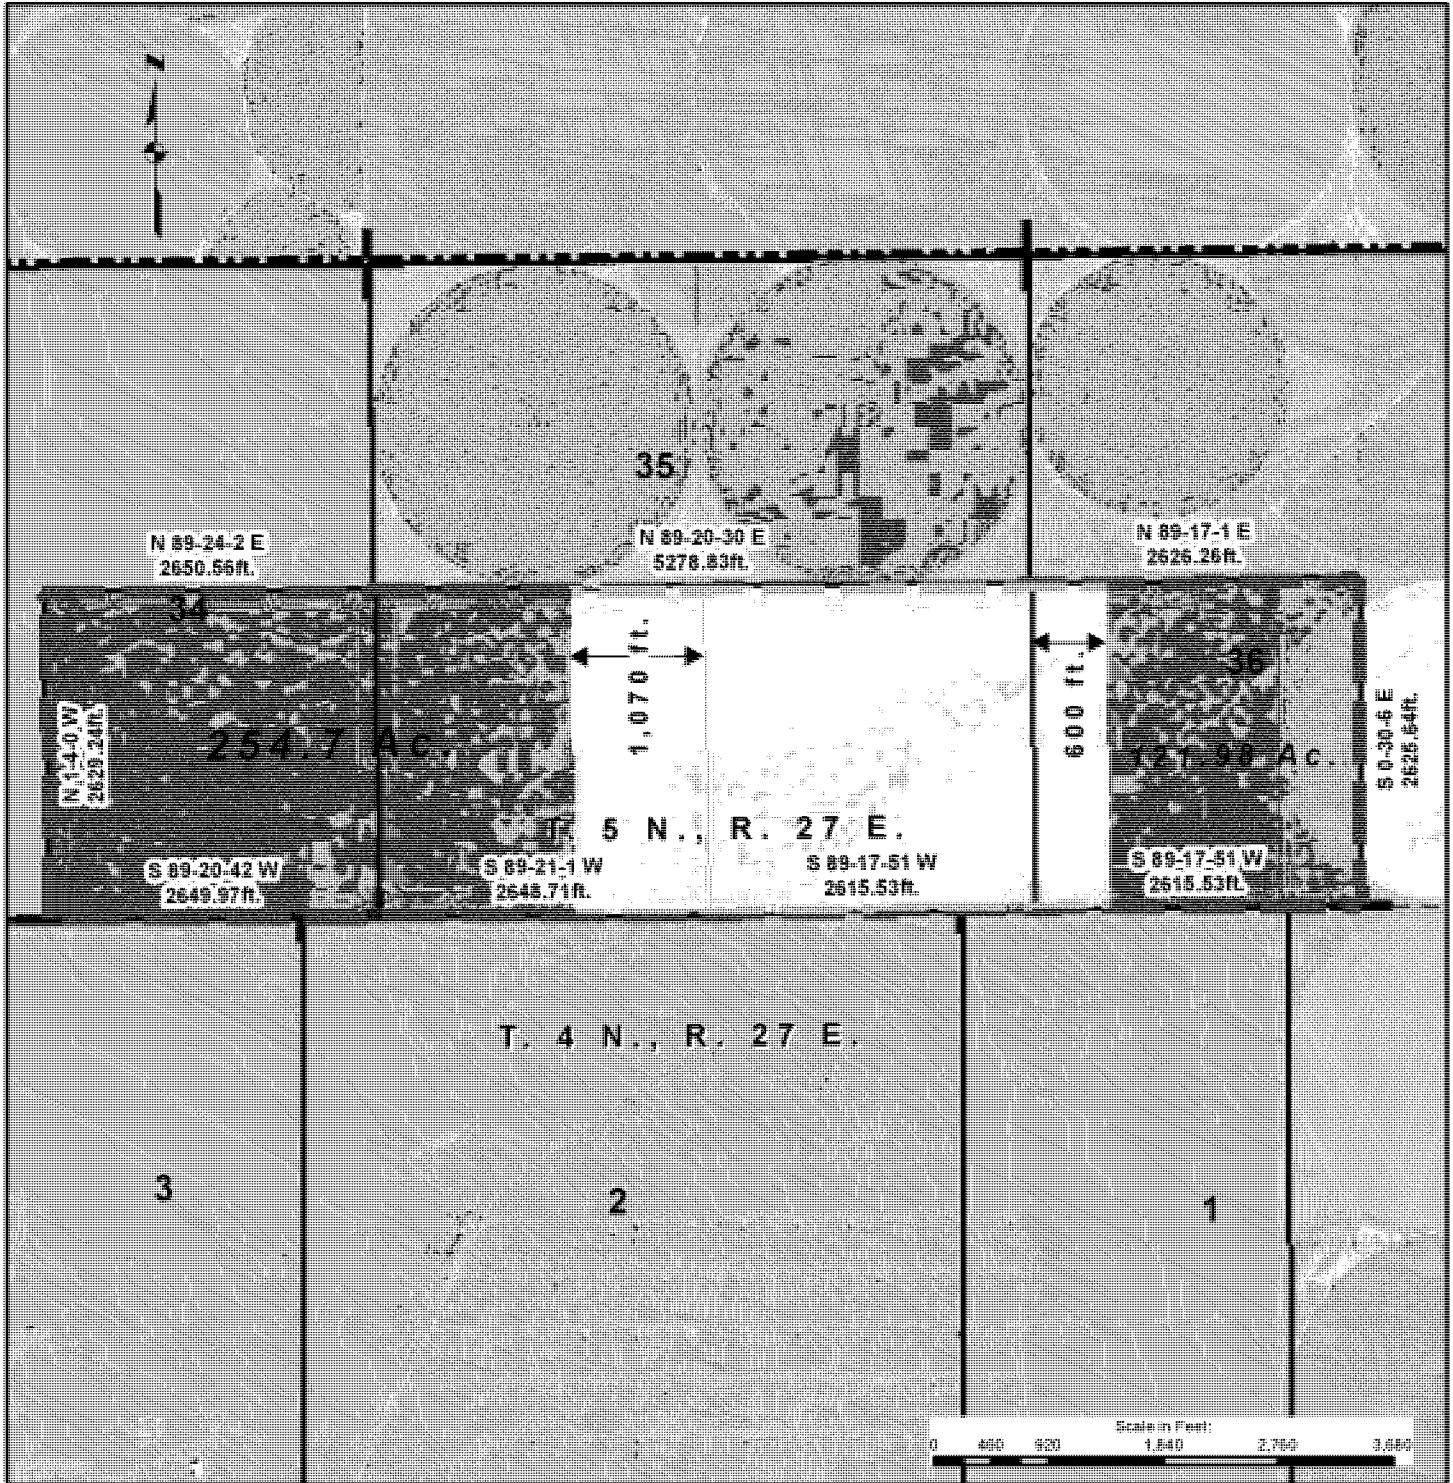 35
N 89-24-2 E
2650.56ft.
N 89-20-30 E
5278.83ft.
N 89-17-1 E
2626.26ft.
34
1,070 ft.
600 ft.
36
254.7 Ac.
121.98 Ac.
N 1-4-0 W
2629.24ft.
S 0-30-6 E
2625.64ft.
T. 5 N., R. 27 E.
S 89-20-42 W
2649.97ft.
S 89-21-1 W
2648.71ft.
S 89-17-51 W
2615.53ft.
S 89-17-51 W
2615.53ft.
T. 4 N., R. 27 E.
3
2
1
Scale in Feet:
0 460 920 1,840 2,760 3,680